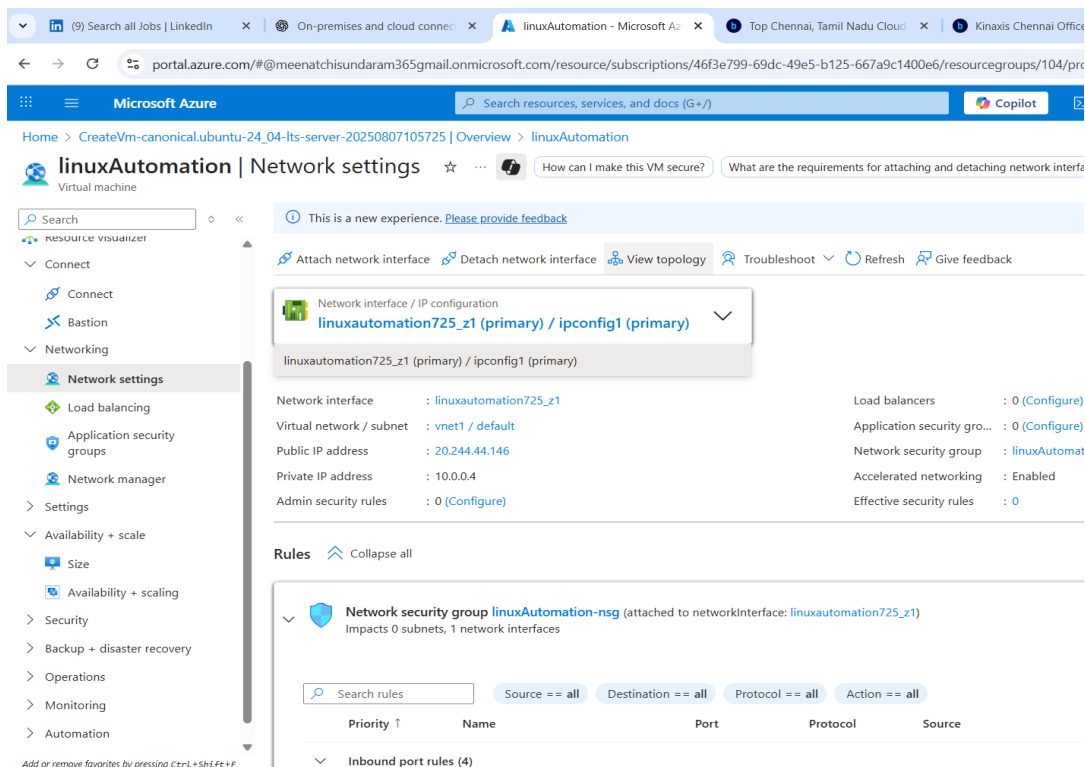 (9) Search all Jobs | LinkedIn
On-premises and cloud connec
linuxAutomation - Microsoft Az
Top Chennai, Tamil Nadu Cloud
Kinaxis Chennai Office
portal.azure.com/#@meenatchisundaram365gmail.onmicrosoft.com/resource/subscriptions/46f3e799-69dc-49e5-b125-667a9c1400e6/resourcegroups/104/pro
Microsoft Azure
Search resources, services, and docs (G+/)
Copilot
Home > CreateVm-canonical.ubuntu-24_04-lts-server-20250807105725 | Overview > linuxAutomation
linuxAutomation | Network settings
How can I make this VM secure?
What are the requirements for attaching and detaching network interfa
Virtual machine
Search
This is a new experience. Please provide feedback
Resource visualizer
Connect
Connect
Bastion
Networking
Network settings
Load balancing
Application security
groups
Network manager
Settings
Availability + scale
Size
Availability + scaling
Security
Backup + disaster recovery
Operations
Monitoring
Automation
Add or remove favorites by pressing Ctrl+Shift+F
Attach network interface Detach network interface View topology Troubleshoot Refresh Give feedback
Network interface / IP configuration
linuxautomation725_z1 (primary) / ipconfig1 (primary)
linuxautomation725_z1 (primary) / ipconfig1 (primary)
Network interface : linuxautomation725_z1
Virtual network / subnet : vnet1 / default
Public IP address : 20.244.44.146
Private IP address : 10.0.0.4
Admin security rules : 0 (Configure)
Load balancers : 0 (Configure)
Application security gro... : 0 (Configure)
Network security group : linuxAutomat
Accelerated networking : Enabled
Effective security rules : 0
Rules Collapse all
Network security group linuxAutomation-nsg (attached to networkInterface: linuxautomation725_z1)
Impacts 0 subnets, 1 network interfaces
Search rules
Source == all
Destination == all
Protocol == all
Action == all
Priority ↑ Name Port Protocol Source
Inbound port rules (4)